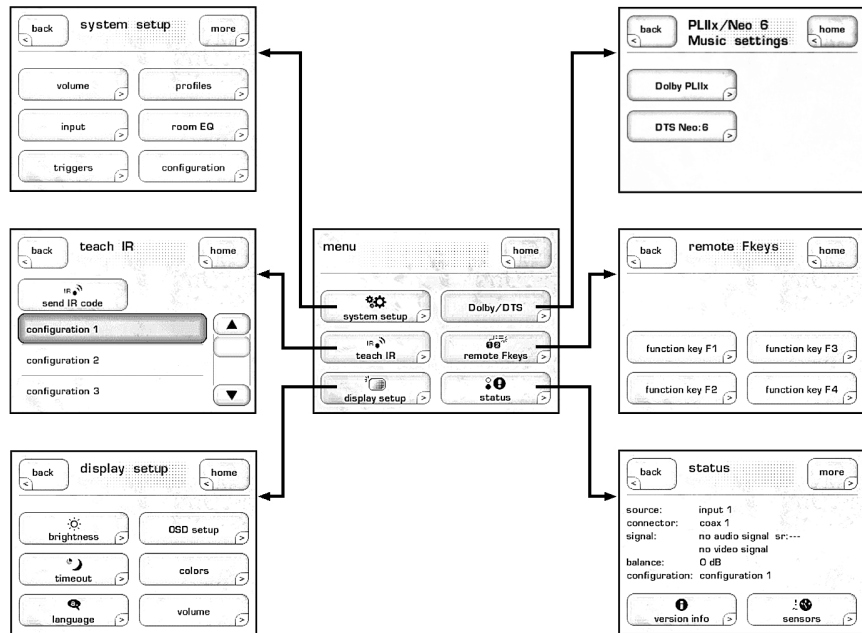 back
system setup
more
volume
profiles
input
room EQ
triggers
configuration
back
PLIIx/Neo 6
Music settings
home
Dolby PLIIx
DTS Neo:6
back
teach IR
home
IR
send IR code
configuration 1
configuration 2
configuration 3
menu
home
system setup
Dolby/DTS
IR
teach IR
remote Fkeys
display setup
status
back
remote Fkeys
home
function key F1
function key F3
function key F2
function key F4
back
display setup
home
brightness
OSD setup
timeout
colors
language
volume
back
status
more
source: input 1
connector: coax 1
signal: no audio signal sr:---
no video signal
balance: 0 dB
configuration: configuration 1
version info
sensors